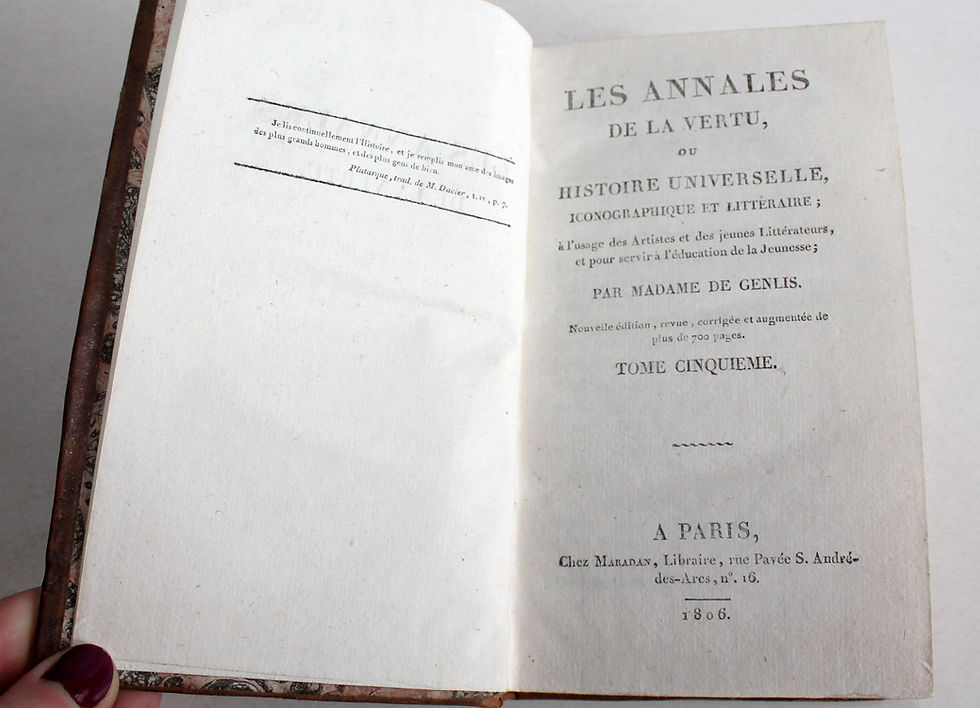 Je lis continuellement l'Histoire, et je remplis mon ame des images
des plus grands hommes, et des plus gens de bien.
Plutarque, trad. de M. Dacier, t. IV, p. 7.
LES ANNALES
DE LA VERTU,
OU
HISTOIRE UNIVERSELLE,
ICONOGRAPHIQUE ET LITTÉRAIRE;
à l'usage des Artistes et des jeunes Littérateurs,
et pour servir à l'éducation de la Jeunesse;
PAR MADAME DE GENLIS.
Nouvelle édition, revue, corrigée et augmentée de
plus de 700 pages.
TOME CINQUIEME.
A PARIS,
Chez MARADAN, Libraire, rue Pavée S. André-
des-Arcs, nº. 16.
1806.